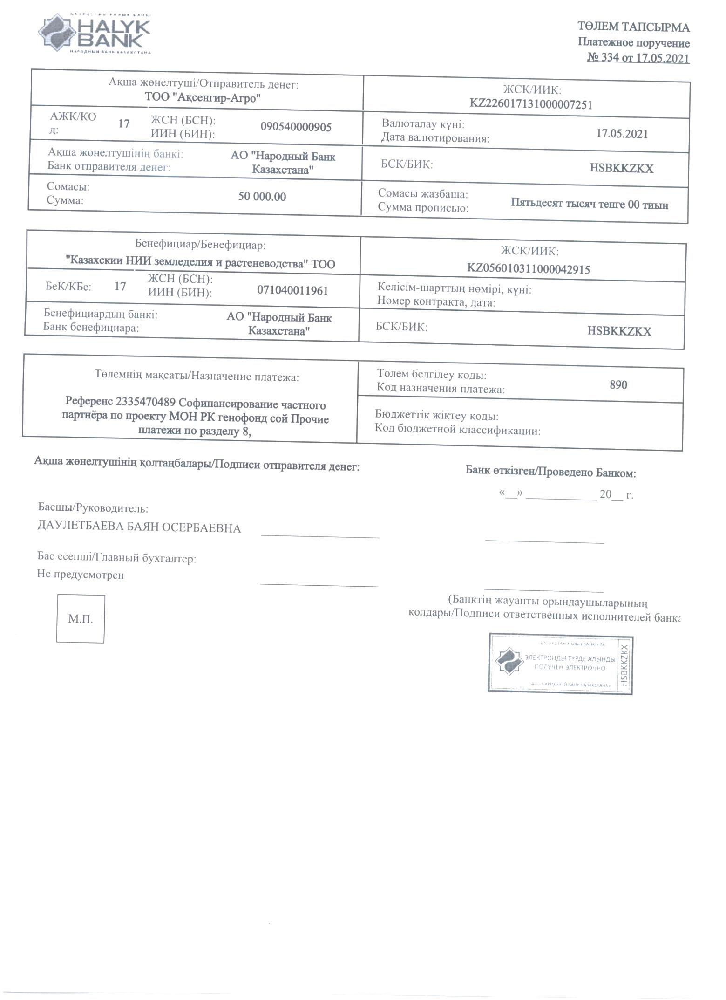 ҚАЗАҚСТАН ХАЛЫҚ БАНКІ
HALYK
BANK
НАРОДНЫЙ БАНК КАЗАХСТАНА
ТӨЛЕМ ТАПСЫРМА
Платежное поручение
№ 334 от 17.05.2021
Ақша жөнелтуші/Отправитель денег:
ТОО "Ақсенгир-Агро"
ЖСК/ИИК:
KZ226017131000007251
АЖК/КО
д:
17
ЖСН (БСН):
ИИН (БИН):
090540000905
Валюталау күні:
Дата валютирования:
17.05.2021
Ақша жөнелтушінің банкі:
Банк отправителя денег:
АО "Народный Банк
Казахстана"
БСК/БИК:
HSBKKZKX
Сомасы:
Сумма:
50 000.00
Сомасы жазбаша:
Сумма прописью:
Пятьдесят тысяч тенге 00 тиын
Бенефициар/Бенефициар:
"Казахскии НИИ земледелия и растеневодства" ТОО
ЖСК/ИИК:
KZ056010311000042915
БеК/КБе:
17
ЖСН (БСН):
ИИН (БИН):
071040011961
Келісім-шарттың нөмірі, күні:
Номер контракта, дата:
Бенефициардың банкі:
Банк бенефициара:
АО "Народный Банк
Казахстана"
БСК/БИК:
HSBKKZKX
Төлемнің мақсаты/Назначение платежа:
Референс 2335470489 Софинансирование частного
партнёра по проекту МОН РК генофонд сой Прочие
платежи по разделу 8,
Төлем белгілеу коды:
Код назначения платежа:
890
Бюджеттік жіктеу коды:
Код бюджетной классификации:
Ақша жөнелтушінің қолтаңбалары/Подписи отправителя денег:
Банк өткізген/Проведено Банком:
«__» ____________ 20__ г.
Басшы/Руководитель:
ДАУЛЕТБАЕВА БАЯН ОСЕРБАЕВНА
Бас есепші/Главный бухгалтер:
Не предусмотрен
М.П.
(Банктің жауапты орындаушыларының
қолдары/Подписи ответственных исполнителей банка
ЭЛЕКТРОНДЫ ТҮРДЕ АЛЫНДЫ
ПОЛУЧЕН ЭЛЕКТРОННО
АО «НАРОДНЫЙ БАНК КАЗАХСТАНА»
HSBKKZKX